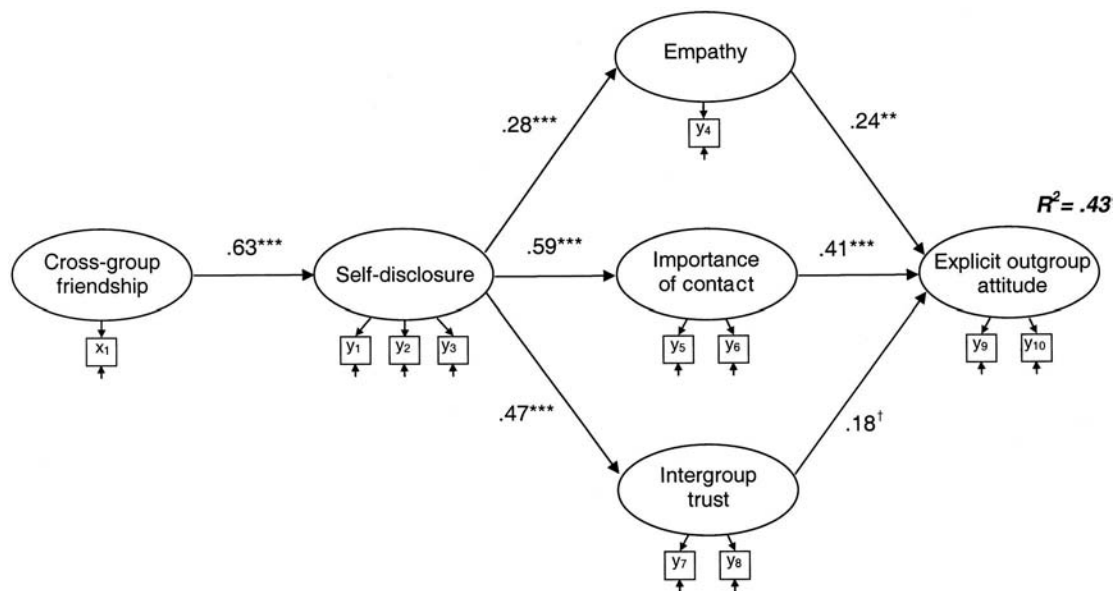 Empathy
y₄
.28***
.24**
R² = .43
Cross-group
friendship
x₁
.63***
Self-disclosure
y₁ y₂ y₃
.59***
Importance
of contact
y₅ y₆
.41***
Explicit outgroup
attitude
y₉ y₁₀
.47***
.18†
Intergroup
trust
y₇ y₈